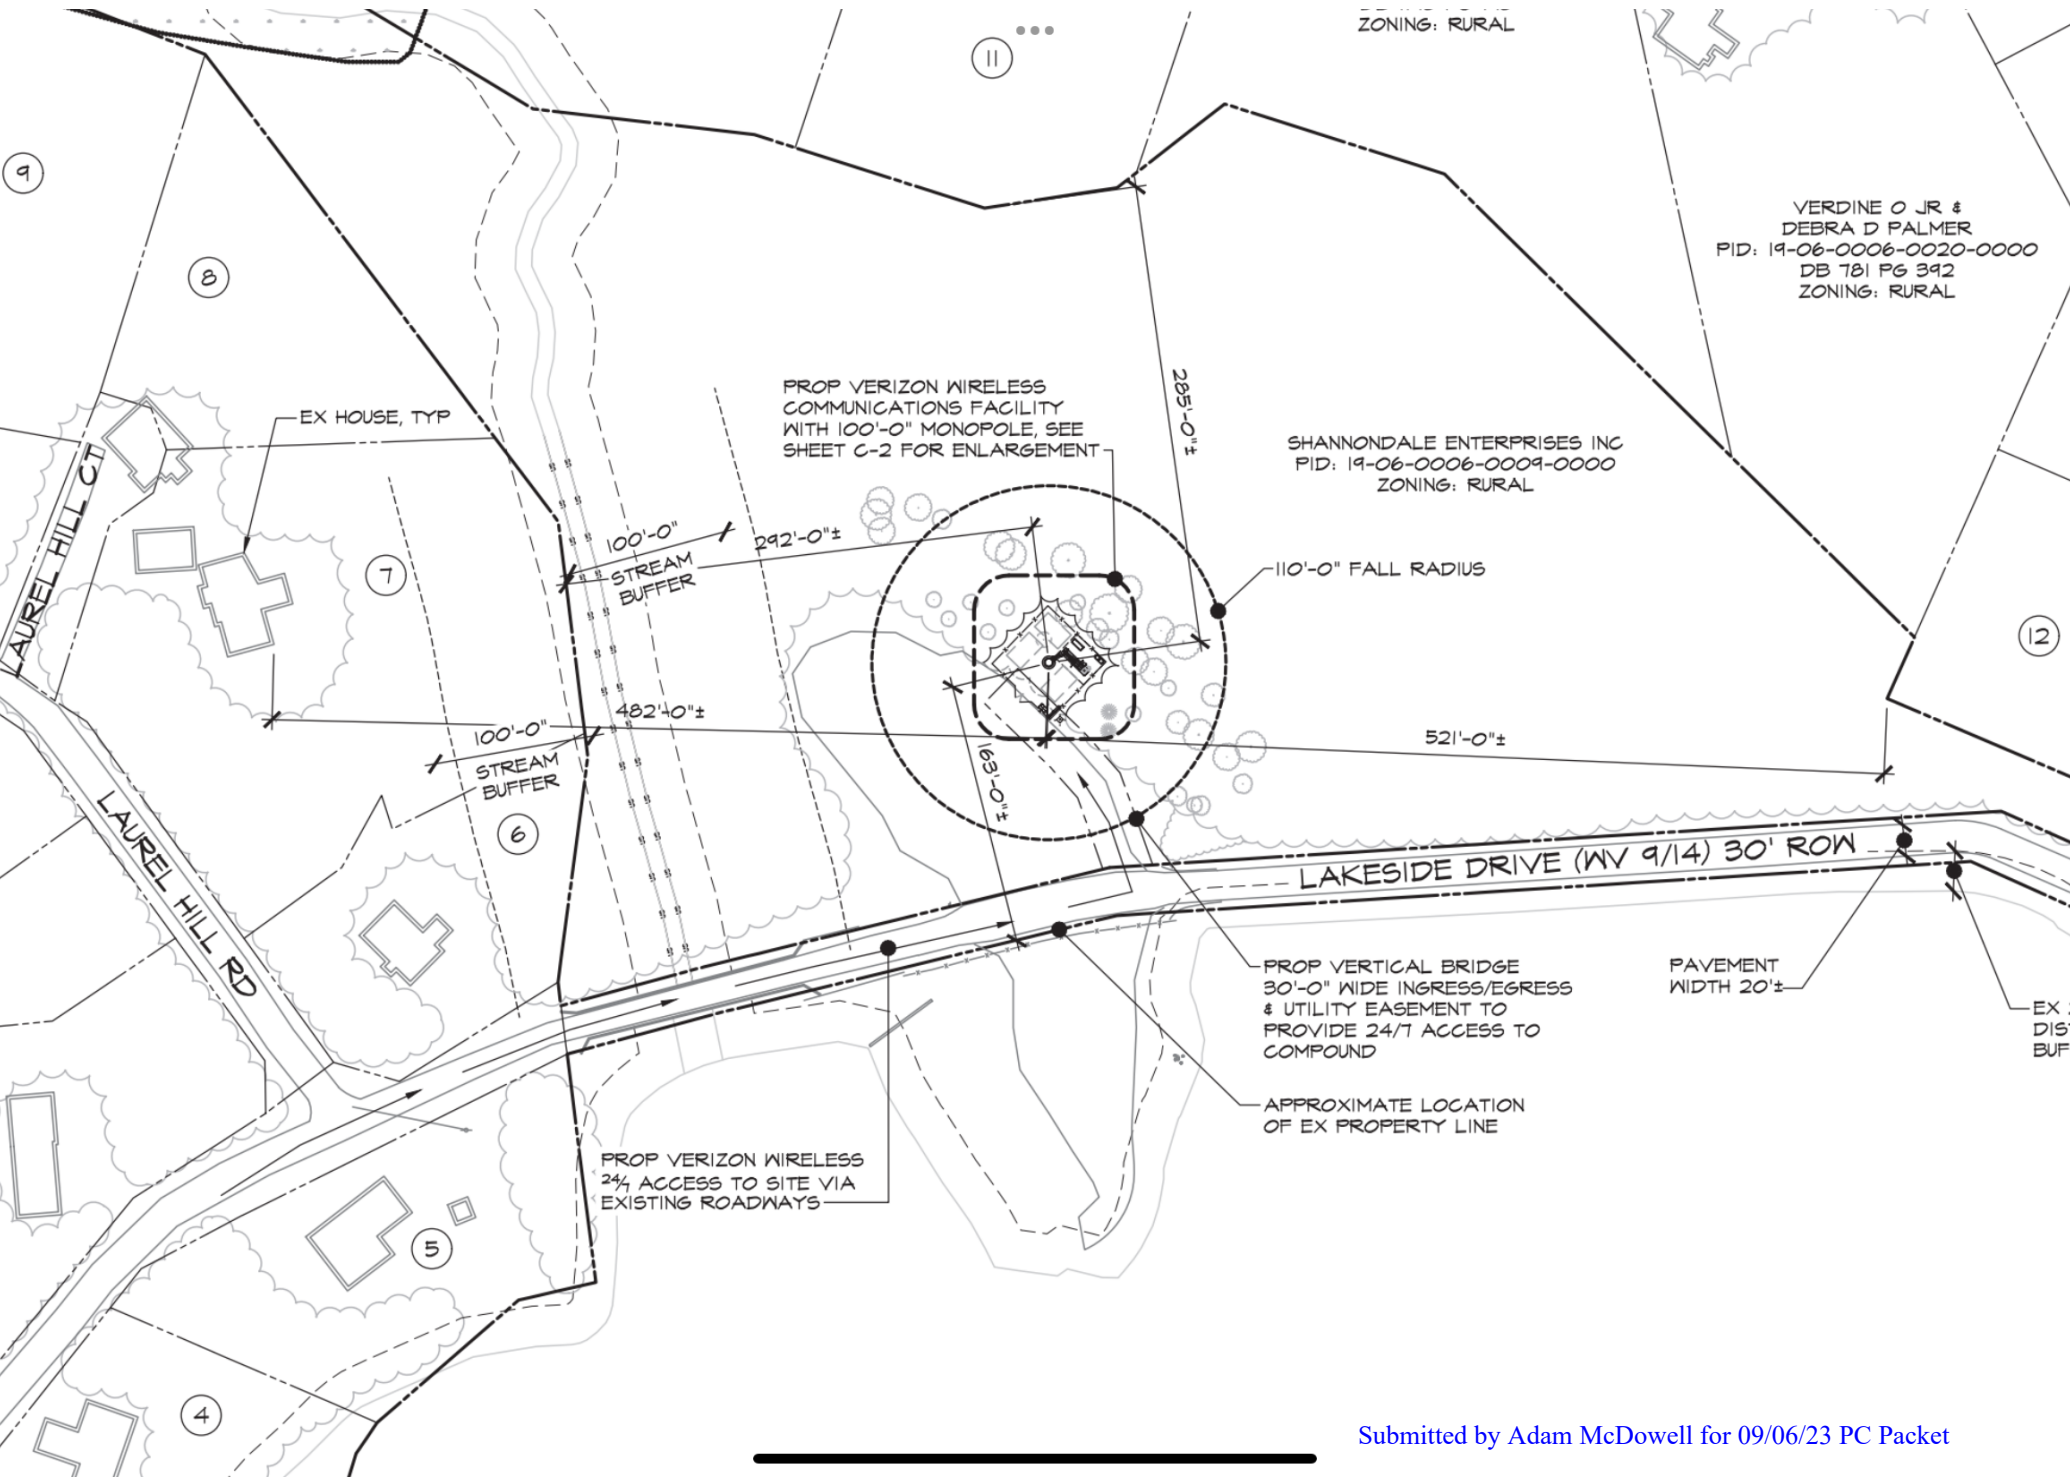 ZONING: RURAL
11
9
8
VERDINE O JR &
DEBRA D PALMER
PID: 19-06-0006-0020-0000
DB 781 PG 392
ZONING: RURAL
EX HOUSE, TYP
PROP VERIZON WIRELESS
COMMUNICATIONS FACILITY
WITH 100'-0" MONOPOLE, SEE
SHEET C-2 FOR ENLARGEMENT
285'-0"±
SHANNONDALE ENTERPRISES INC
PID: 19-06-0006-0009-0000
ZONING: RURAL
100'-0"
STREAM
BUFFER
292'-0"±
110'-0" FALL RADIUS
7
12
AUREL HILL CT
482'-0"±
100'-0"
STREAM
BUFFER
521'-0"±
163'-0"±
6
LAUREL HILL RD
LAKESIDE DRIVE (WV 9/14) 30' ROW
PROP VERTICAL BRIDGE
30'-0" WIDE INGRESS/EGRESS
& UTILITY EASEMENT TO
PROVIDE 24/7 ACCESS TO
COMPOUND
PAVEMENT
WIDTH 20'±
EX
DIS
BUF
APPROXIMATE LOCATION
OF EX PROPERTY LINE
PROP VERIZON WIRELESS
24/7 ACCESS TO SITE VIA
EXISTING ROADWAYS
5
4
Submitted by Adam McDowell for 09/06/23 PC Packet